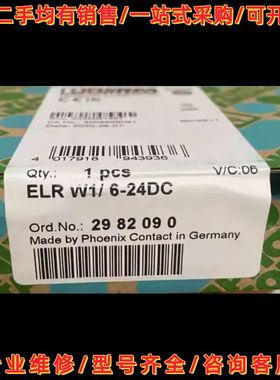 二手均有销售/一站式采购/可开
4 017918 943936
Qty.: 1 pcs
V/C:06
ELR W1/ 6-24DC
Ord.No.: 29 82 09 0
Made by Phoenix Contact in Germany
业维修/型号齐全/咨询客